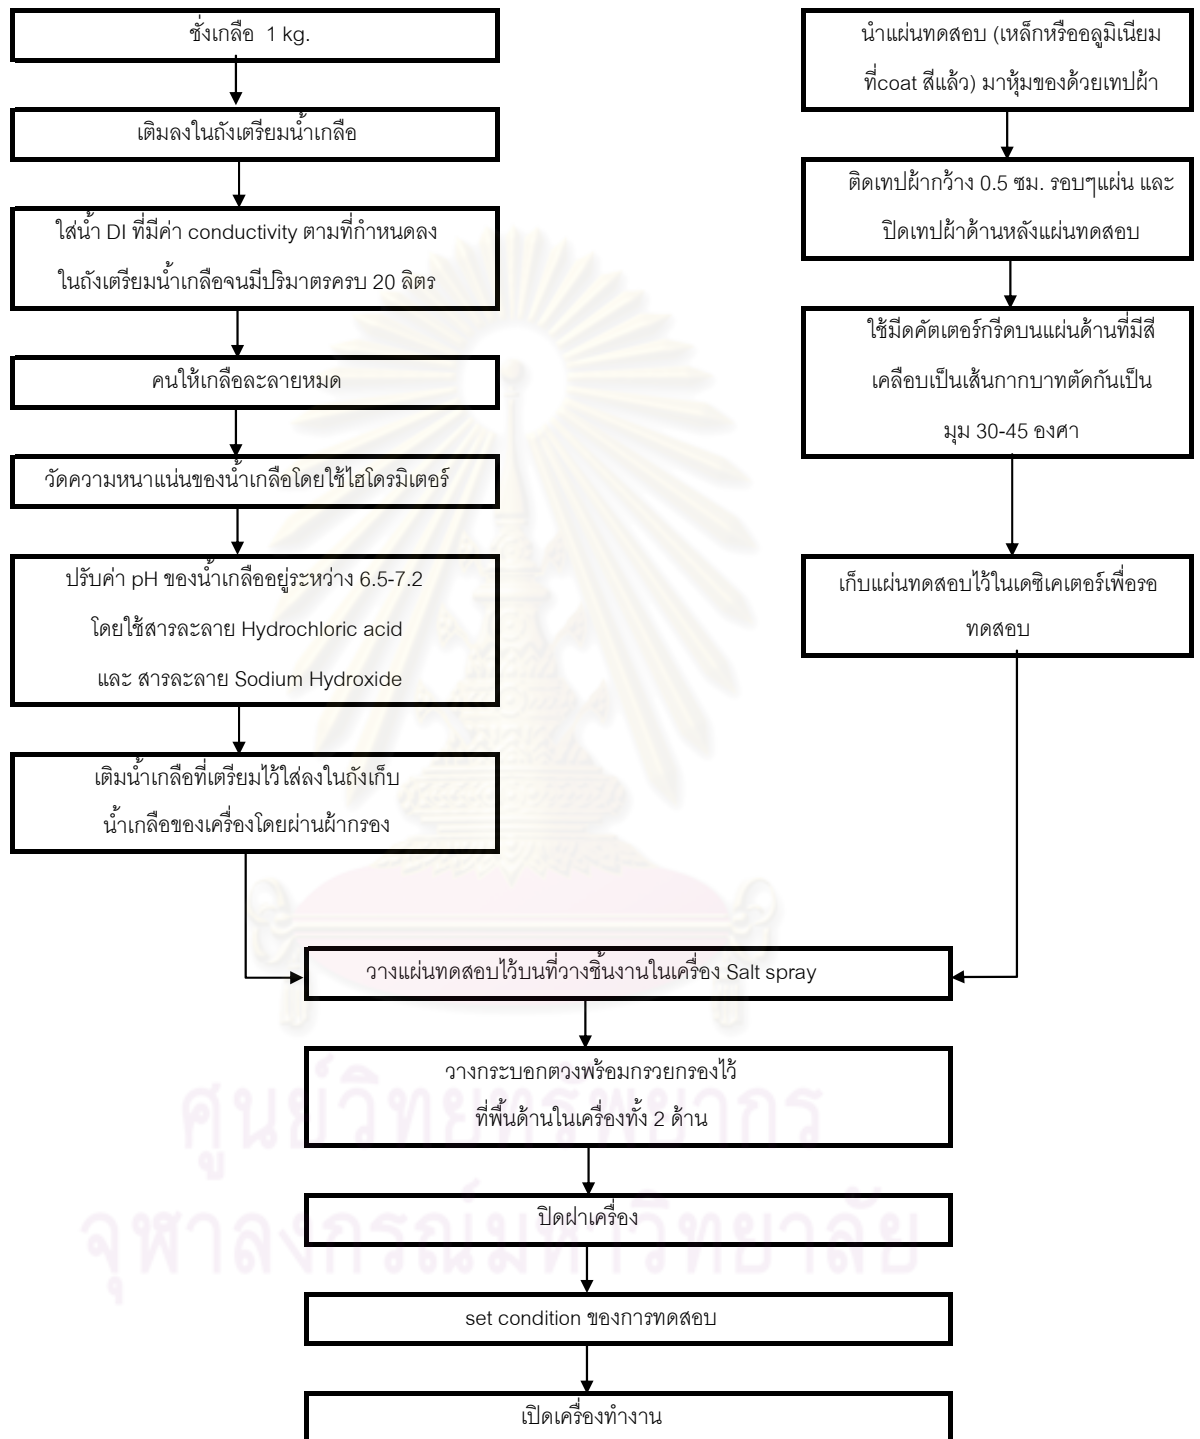 ชั่งเกลือ 1 kg.
เติมลงในถังเตรียมน้ำเกลือ
ใส่น้ำ DI ที่มีค่า conductivity ตามที่กำหนดลง
ในถังเตรียมน้ำเกลือจนมีปริมาตรครบ 20 ลิตร
คนให้เกลือละลายหมด
วัดความหนาแน่นของน้ำเกลือโดยใช้ไฮโดรมิเตอร์
ปรับค่า pH ของน้ำเกลืออยู่ระหว่าง 6.5-7.2
โดยใช้สารละลาย Hydrochloric acid
และ สารละลาย Sodium Hydroxide
เติมน้ำเกลือที่เตรียมไว้ใส่ลงในถังเก็บ
น้ำเกลือของเครื่องโดยผ่านผ้ากรอง
นำแผ่นทดสอบ (เหล็กหรืออลูมิเนียม
ที่coat สีแล้ว) มาหุ้มของด้วยเทปผ้า
ติดเทปผ้ากว้าง 0.5 ซม. รอบๆแผ่น และ
ปิดเทปผ้าด้านหลังแผ่นทดสอบ
ใช้มีดคัตเตอร์กรีดบนแผ่นด้านที่มีสี
เคลือบเป็นเส้นกากบาทตัดกันเป็น
มุม 30-45 องศา
เก็บแผ่นทดสอบไว้ในเดซิเคเตอร์เพื่อรอ
ทดสอบ
วางแผ่นทดสอบไว้บนที่วางชิ้นงานในเครื่อง Salt spray
วางกระบอกตวงพร้อมกรวยกรองไว้
ที่พื้นด้านในเครื่องทั้ง 2 ด้าน
ปิดฝาเครื่อง
set condition ของการทดสอบ
เปิดเครื่องทำงาน
ศูนย์วิทยทรัพยากร
จุฬาลงกรณ์มหาวิทยาลัย